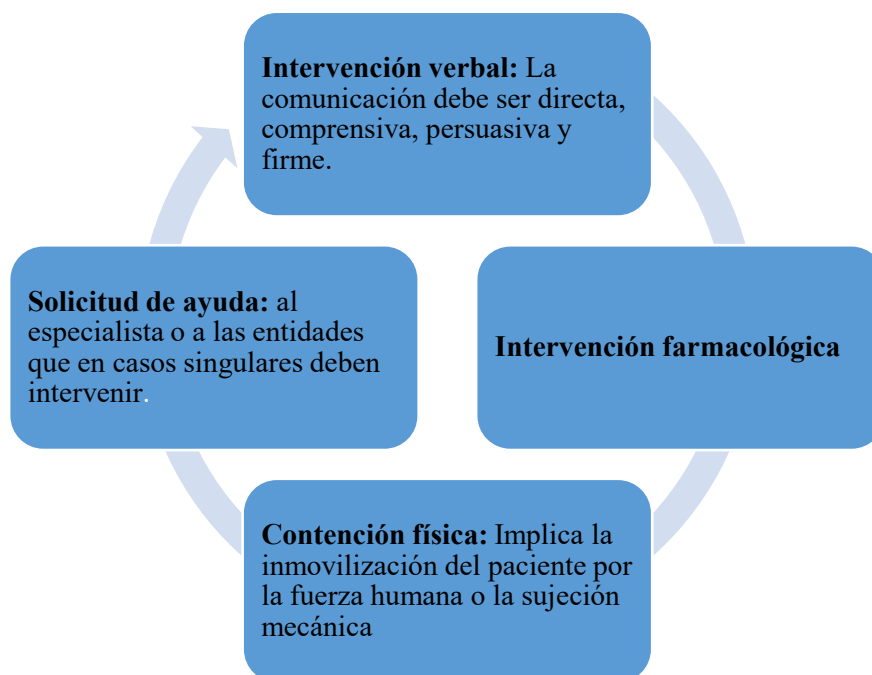 Intervención verbal: La
comunicación debe ser directa,
comprensiva, persuasiva y
firme.
Intervención farmacológica
Contención física: Implica la
inmovilización del paciente por
la fuerza humana o la sujeción
mecánica
Solicitud de ayuda: al
especialista o a las entidades
que en casos singulares deben
intervenir.